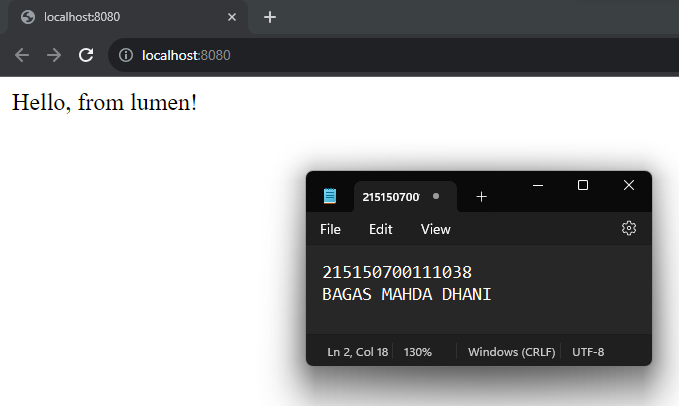 localhost:8080
localhost:8080
Hello, from lumen!
215150700
File Edit View
215150700111038
BAGAS MAHDA DHANI
Ln 2, Col 18 130% Windows (CRLF) UTF-8